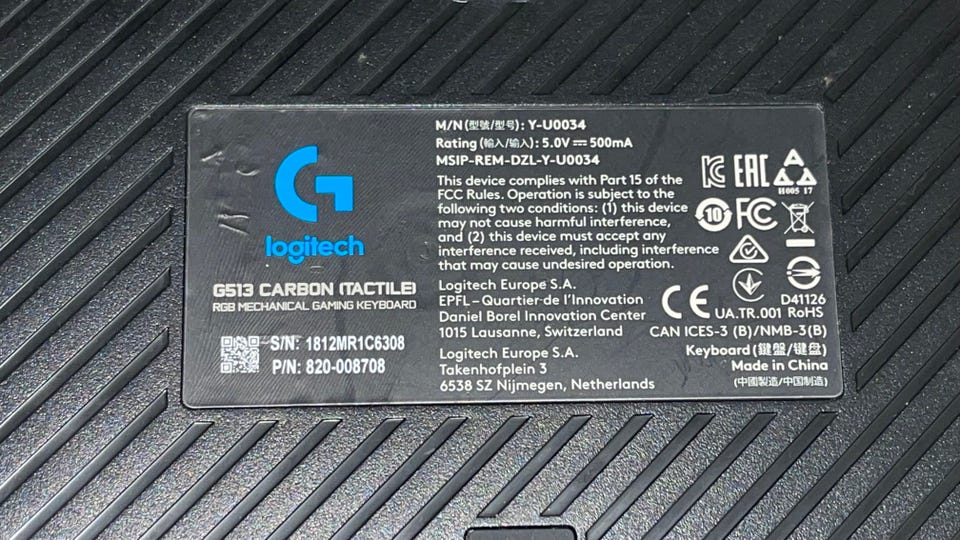 logitech
G513 CARBON (TACTILE)
RGB MECHANICAL GAMING KEYBOARD
S/N: 1812MR1C6308
P/N: 820-008708
M/N (型號/型号): Y-U0034
Rating (輸入/输入): 5.0V ⎓ 500mA
MSIP-REM-DZL-Y-U0034
This device complies with Part 15 of the
FCC Rules. Operation is subject to the
following two conditions: (1) this device
may not cause harmful interference,
and (2) this device must accept any
interference received, including interference
that may cause undesired operation.
Logitech Europe S.A.
EPFL – Quartier de l'Innovation
Daniel Borel Innovation Center
1015 Lausanne, Switzerland
Logitech Europe S.A.
Takenhofplein 3
6538 SZ Nijmegen, Netherlands
EAC
H005 17
10
FC
CE
UA.TR.001
D41126
RoHS
CAN ICES-3 (B)/NMB-3(B)
Keyboard (鍵盤/键盘)
Made in China
(中國製造/中国制造)